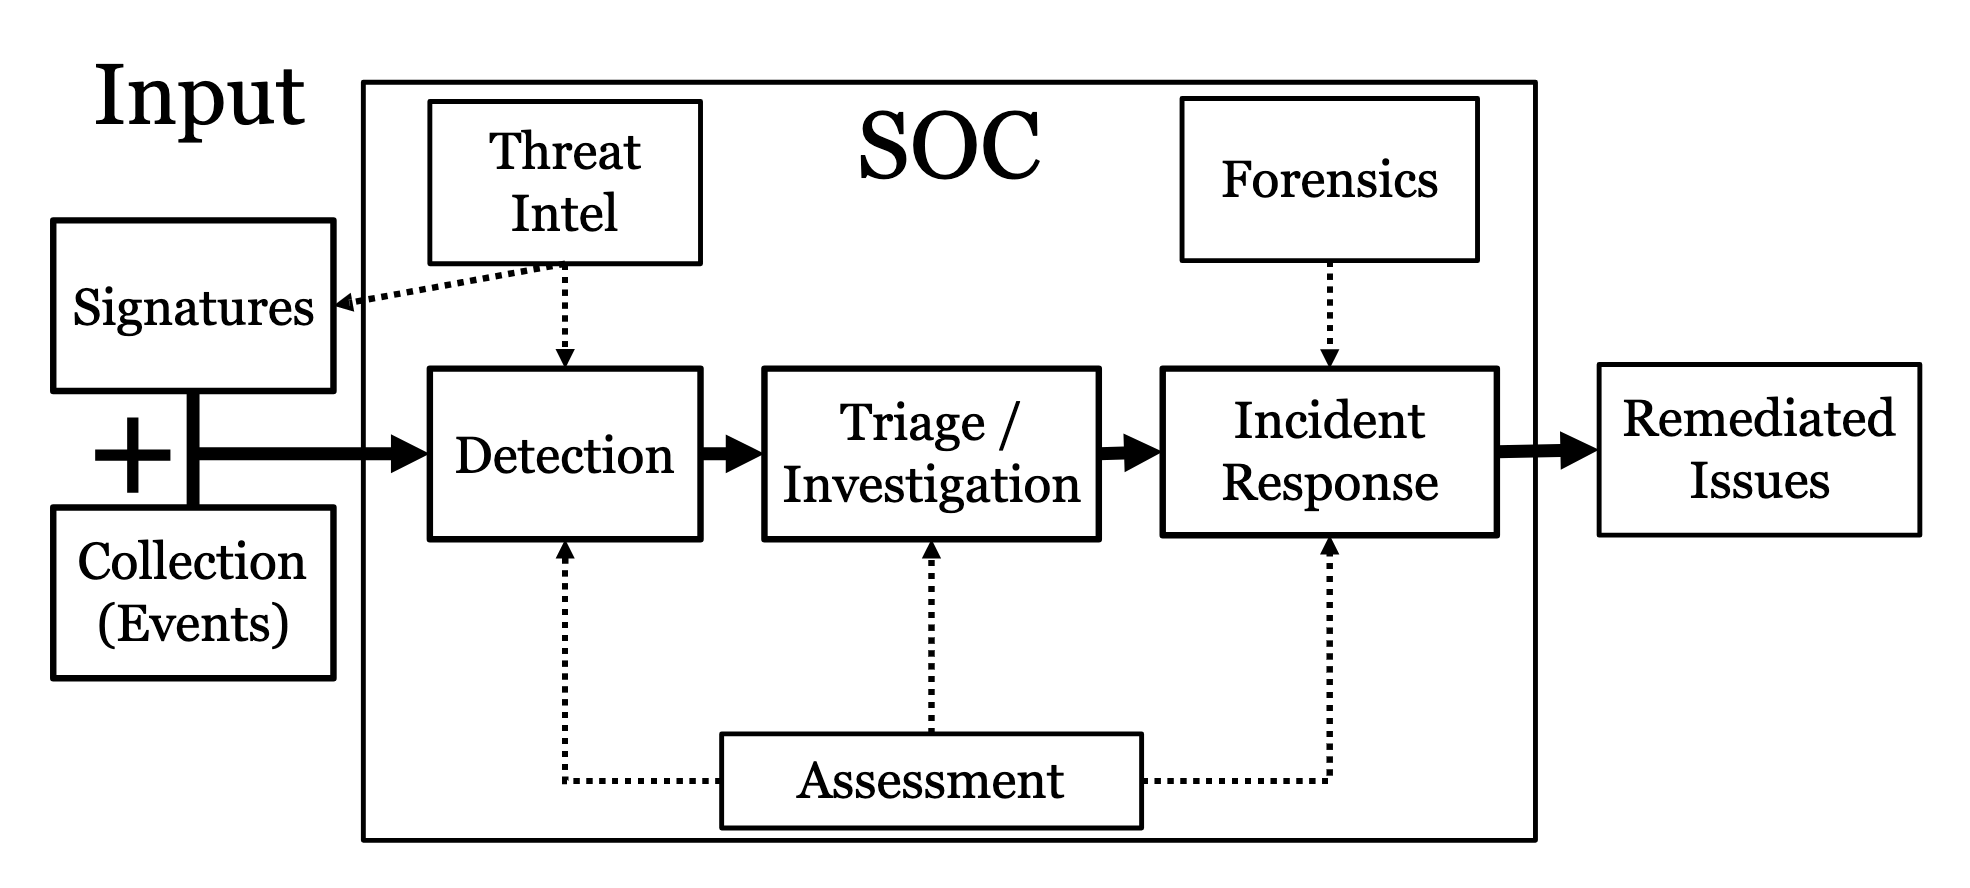 Input
SOC
Threat
Intel
Forensics
Signatures
+
Collection
(Events)
Detection
Triage /
Investigation
Incident
Response
Remediated
Issues
Assessment